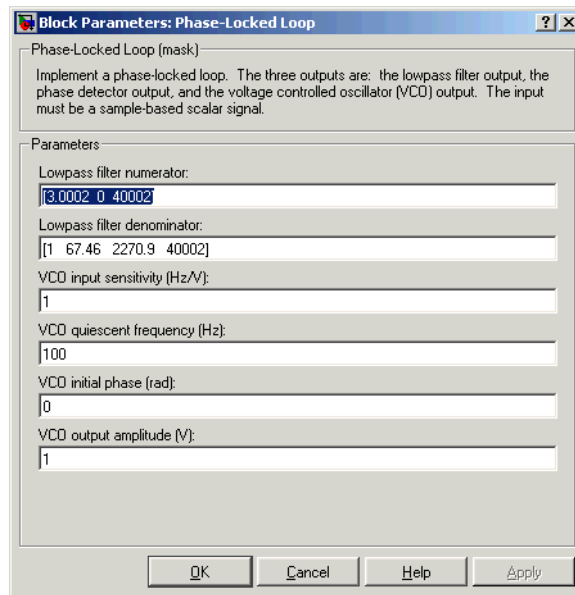 Block Parameters: Phase-Locked Loop
Phase-Locked Loop (mask)
Implement a phase-locked loop. The three outputs are: the lowpass filter output, the
phase detector output, and the voltage controlled oscillator (VCO) output. The input
must be a sample-based scalar signal.
Parameters
Lowpass filter numerator:
[3.0002 0 40002]
Lowpass filter denominator:
[1 67.46 2270.9 40002]
VCO input sensitivity (Hz/V):
1
VCO quiescent frequency (Hz):
100
VCO initial phase (rad):
0
VCO output amplitude (V):
1
OK Cancel Help Apply